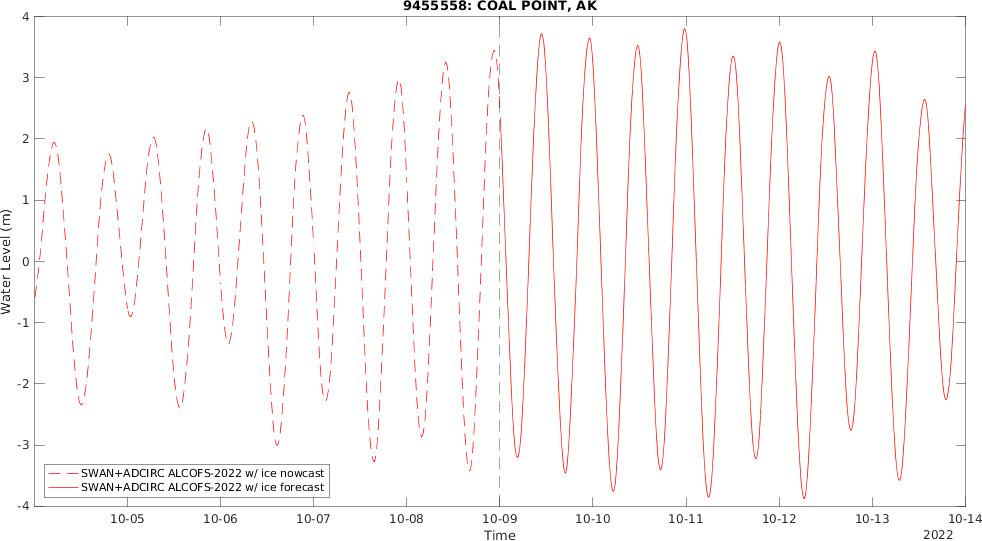 9455558: COAL POINT, AK
4
3
2
1
0
-1
-2
-3
-4
Water Level (m)
SWAN+ADCIRC ALCOFS-2022 w/ ice nowcast
SWAN+ADCIRC ALCOFS-2022 w/ ice forecast
10-05 10-06 10-07 10-08 10-09 10-10 10-11 10-12 10-13 10-14
Time
2022